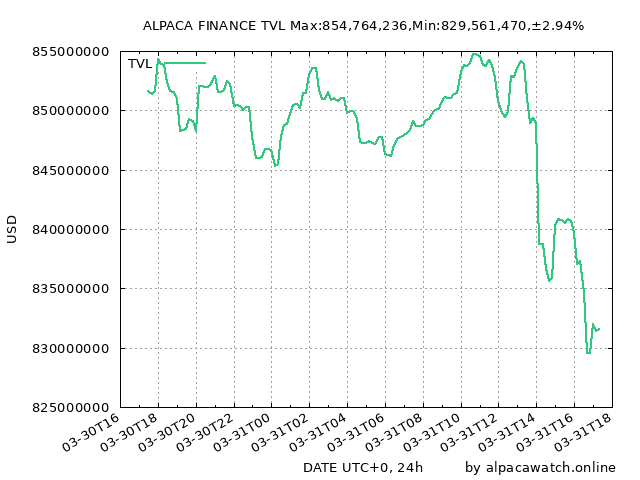 ALPACA FINANCE TVL Max:854,764,236,Min:829,561,470,±2.94%
855000000
TVL
850000000
845000000
840000000
835000000
830000000
825000000
USD
03-30T16
03-30T18
03-30T20
03-30T22
03-31T00
03-31T02
03-31T04
03-31T06
03-31T08
03-31T10
03-31T12
03-31T14
03-31T16
03-31T18
DATE UTC+0, 24h
by alpacawatch.online